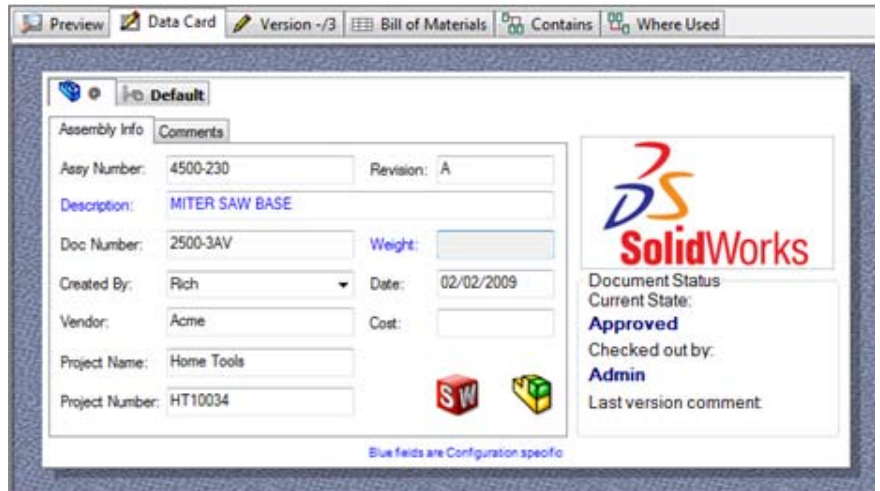 Preview Data Card Version -/3 Bill of Materials Contains Where Used
@ Default
Assembly Info Comments
Assy Number: 4500-230 Revision: A
Description: MITER SAW BASE
Doc Number: 2500-3AV Weight:
Created By: Rich Date: 02/02/2009
Vendor: Acme Cost:
Project Name: Home Tools
Project Number: HT10034
SW
Blue fields are Configuration specific
DS
SolidWorks
Document Status
Current State:
Approved
Checked out by:
Admin
Last version comment: